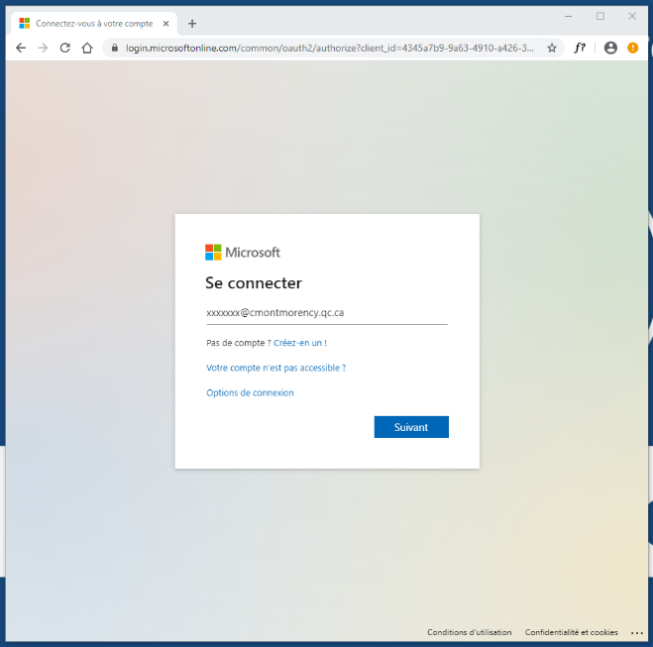 Connectez-vous à votre compte
login.microsoftonline.com/common/oauth2/authorize?client_id=4345a7b9-9a63-4910-a426-3...
f?
Microsoft
Se connecter
xxxxxxx@cmontmorency.qc.ca
Pas de compte ? Créez-en un !
Votre compte n'est pas accessible ?
Options de connexion
Suivant
Conditions d'utilisation Confidentialité et cookies ...